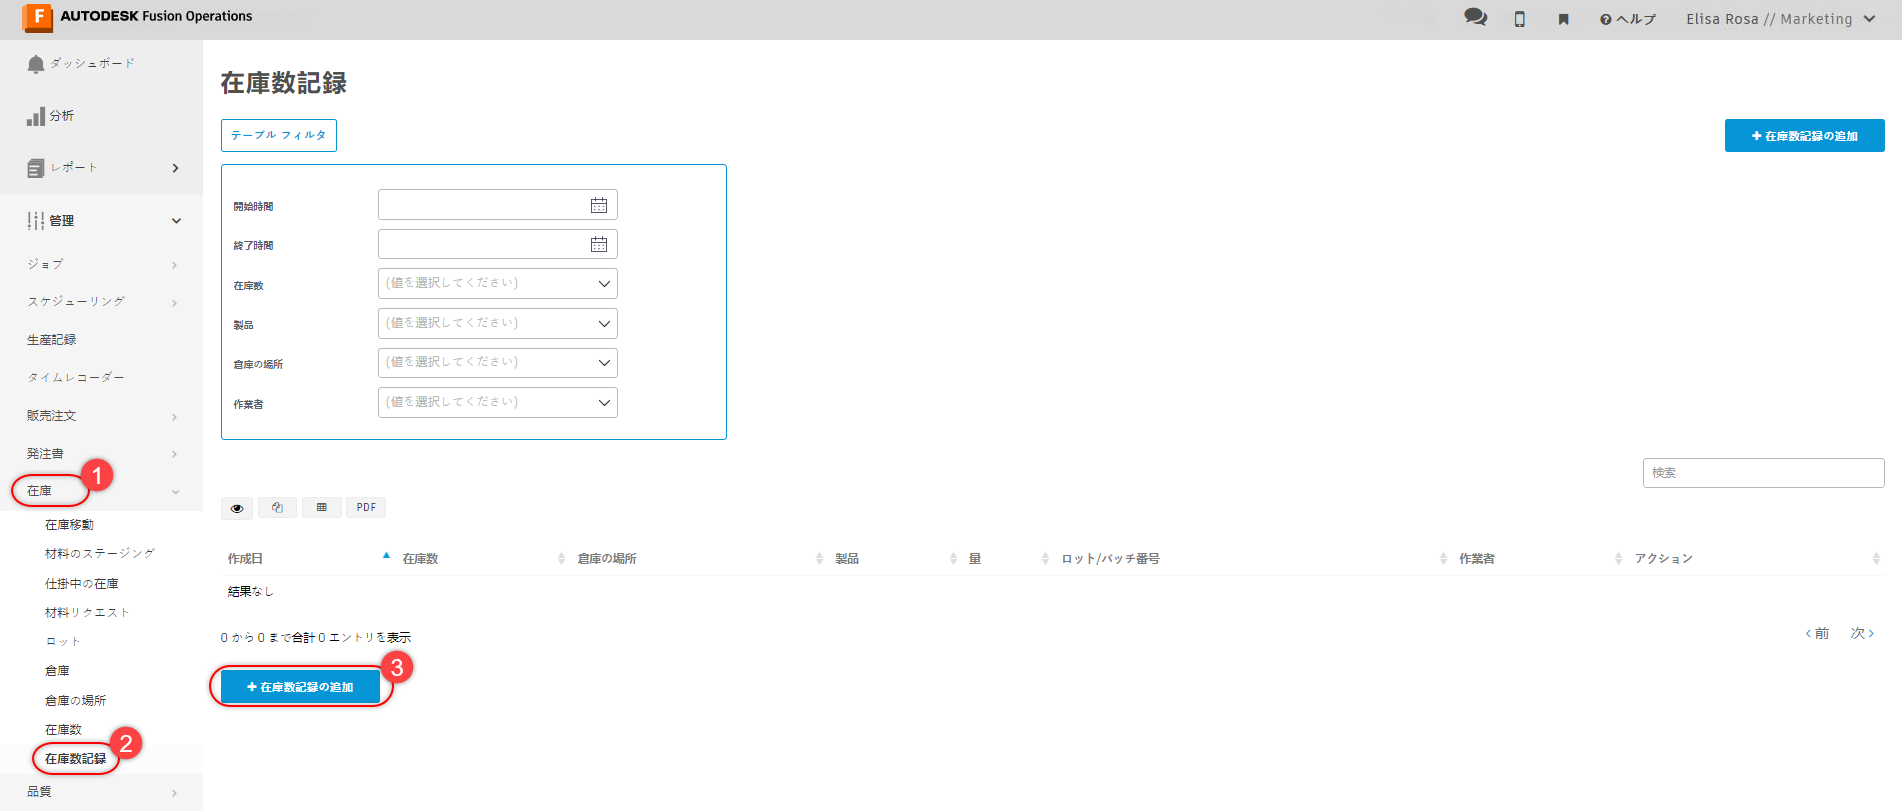 F AUTODESK Fusion Operations
ヘルプ
Elisa Rosa // Marketing
ダッシュボード
分析
レポート
管理
ジョブ
スケジューリング
生産記録
タイムレコーダー
販売注文
発注書
在庫
1
在庫移動
材料のステージング
仕掛中の在庫
材料リクエスト
ロット
倉庫
倉庫の場所
在庫数
在庫数記録
2
品質
在庫数記録
テーブル フィルタ
+ 在庫数記録の追加
開始時間
終了時間
在庫数 (値を選択してください)
製品 (値を選択してください)
倉庫の場所 (値を選択してください)
作業者 (値を選択してください)
検索
PDF
作成日 在庫数 倉庫の場所 製品 量 ロット/バッチ番号 作業者 アクション
結果なし
0 から 0 まで合計 0 エントリを表示
‹ 前 次 ›
+ 在庫数記録の追加
3